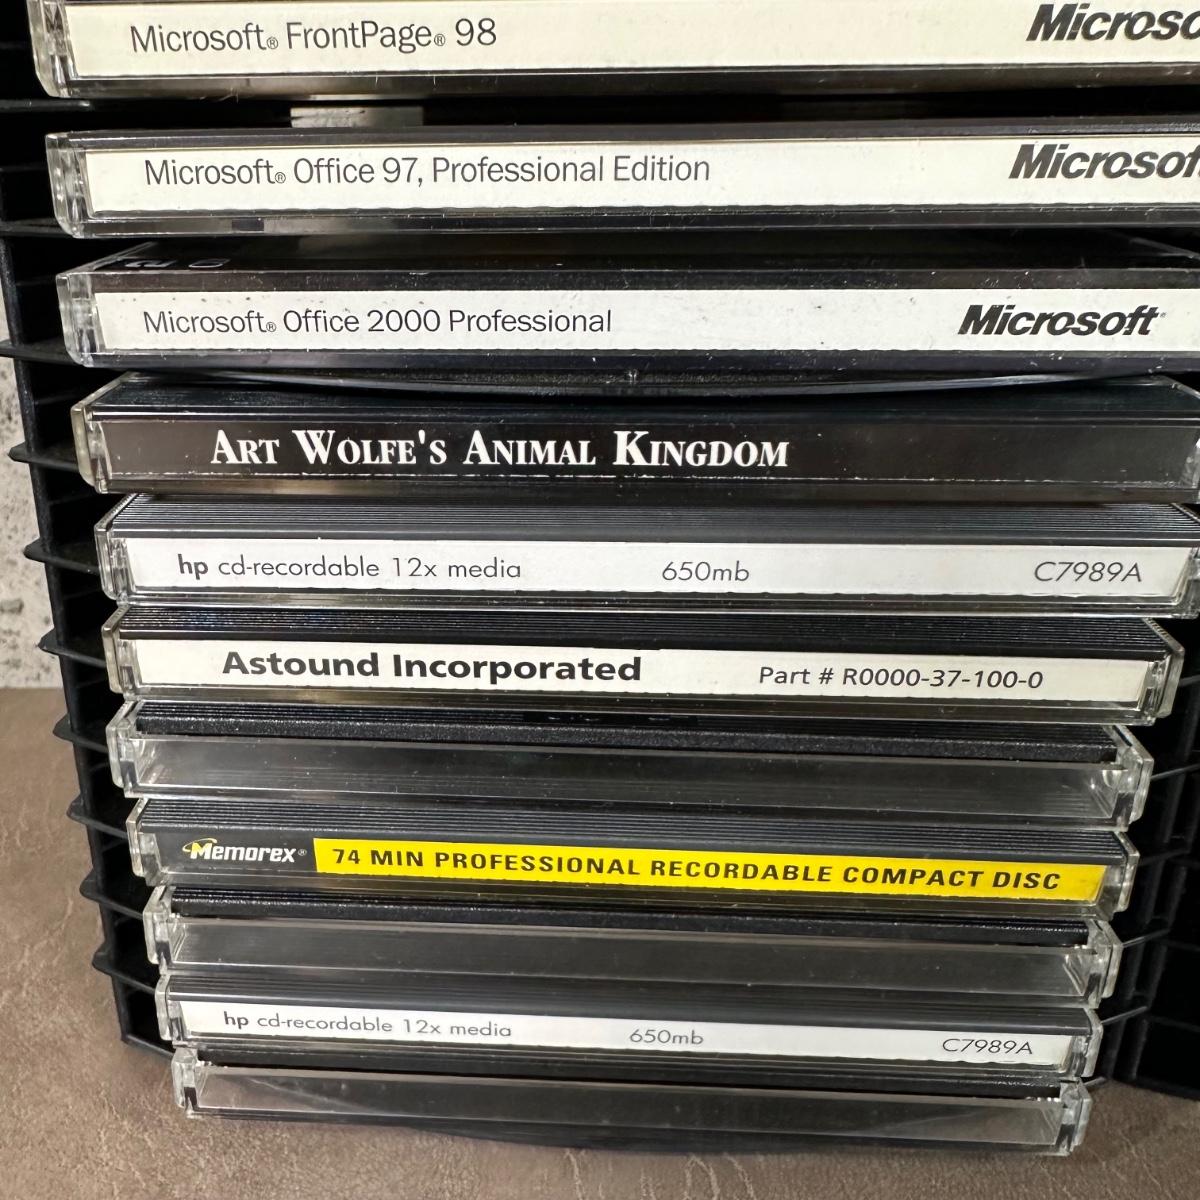 Microsoft® FrontPage® 98 Microso
Microsoft® Office 97, Professional Edition Microsoft
Microsoft® Office 2000 Professional Microsoft®
ART WOLFE'S ANIMAL KINGDOM
hp cd-recordable 12x media 650mb C7989A
Astound Incorporated Part # R0000-37-100-0
Memorex® 74 MIN PROFESSIONAL RECORDABLE COMPACT DISC
hp cd-recordable 12x media 650mb C7989A